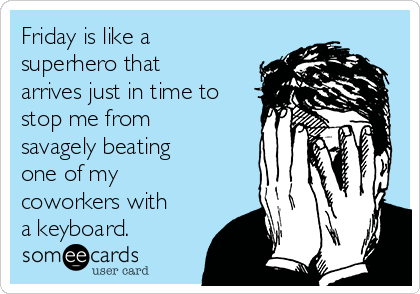 Friday is like a
superhero that
arrives just in time to
stop me from
savagely beating
one of my
coworkers with
a keyboard.
someecards
user card